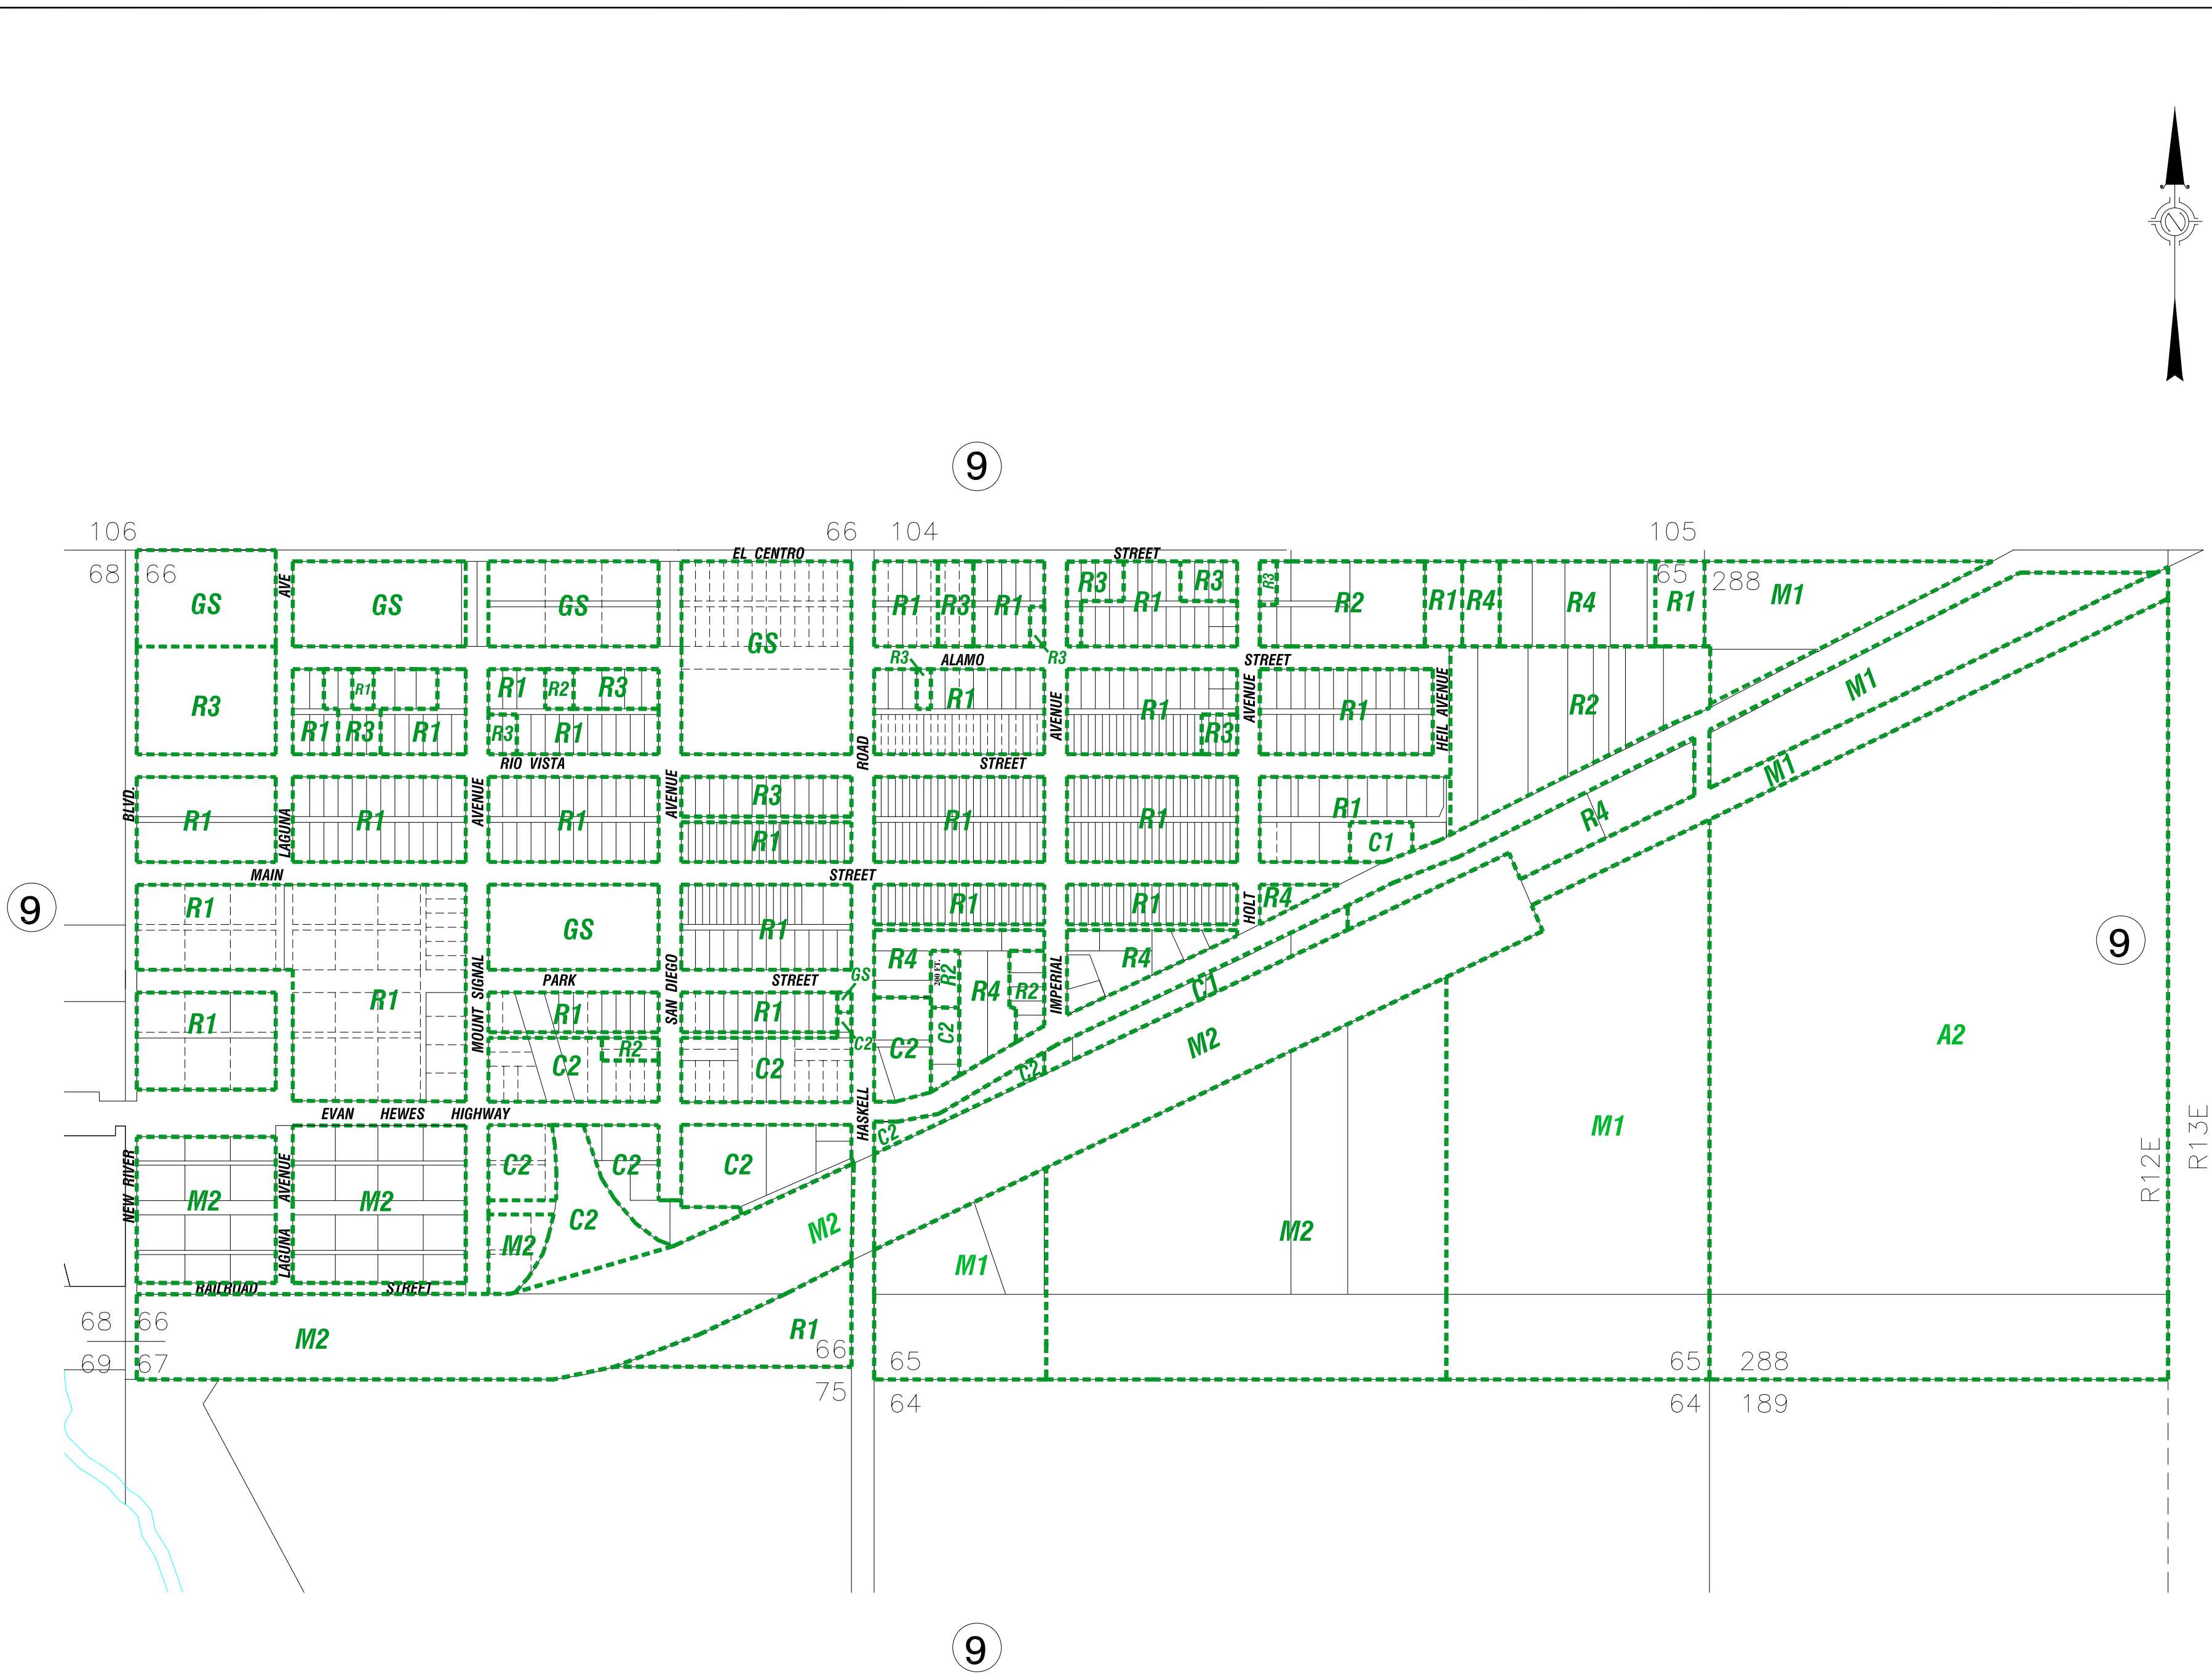 9
106 66 104 105
EL CENTRO STREET
68 66 65 288
AVE
GS GS GS GS R1 R3 R1 R3 R1 R3 R3 R2 R1 R4 R4 R1 M1
R3 ALAMO R3 STREET
R3 R1 R1 R2 R3 R1 R1 R1 R2 M1
R1 R3 R1 R3 R1 R3
AVENUE AVENUE HEIL AVENUE
RIO VISTA ROAD STREET
M1
BLVD. LAGUNA AVENUE AVENUE
R1 R1 R1 R3 R1 R1 R1 R1 C1 R4
MAIN STREET
9
R1 GS R1 R1 R1 HOLT R4
9
R4 200 FT. R2 R4 R2 R4
PARK STREET GS
MOUNT SIGNAL SAN DIEGO IMPERIAL
R1 R1 R1 R1 C2 C1
C2 R2 C2 C2 C2 C2 M2 A2
EVAN HEWES HIGHWAY
HASKELL
C2
M1
NEW RIVER LAGUNA AVENUE
M2 M2 C2 C2 C2
C2 M2 M2
LAGUNA M2 M1
R12E R13E
RAILROAD STREET
68 66
M2 R1
69 67 66 65 65 288
75 64 64 189
9